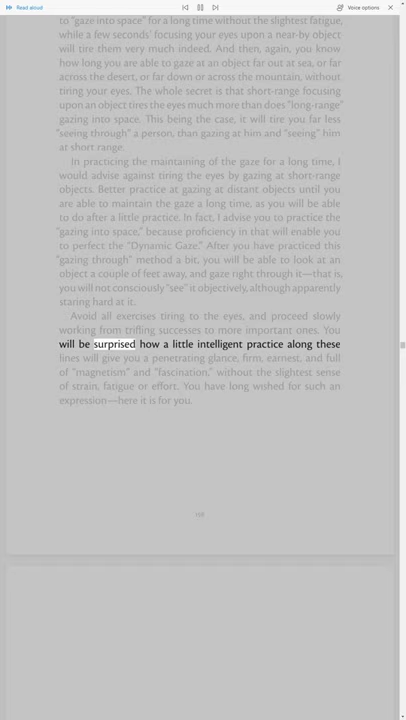 Read aloud
Voice options
to "gaze into space" for a long time without the slightest fatigue,
while a few seconds' focusing your eyes upon a near-by object
will tire them very much indeed. And then, again, you know
how long you are able to gaze at an object far out at sea, or far
across the desert, or far down or across the mountain, without
tiring your eyes. The whole secret is that short-range focusing
upon an object tires the eyes much more than does "long-range"
gazing into space. This being the case, it will tire you far less
"seeing through" a person, than gazing at him and "seeing" him
at short range.
In practicing the maintaining of the gaze for a long time, I
would advise against tiring the eyes by gazing at short-range
objects. Better practice at gazing at distant objects until you
are able to maintain the gaze a long time, as you will be able
to do after a little practice. In fact, I advise you to practice the
"gazing into space," because proficiency in that will enable you
to perfect the "Dynamic Gaze." After you have practiced this
"gazing through" method a bit, you will be able to look at an
object a couple of feet away, and gaze right through it—that is,
you will not consciously "see" it objectively, although apparently
staring hard at it.
Avoid all exercises tiring to the eyes, and proceed slowly
working from trifling successes to more important ones. You
will be surprised how a little intelligent practice along these
lines will give you a penetrating glance, firm, earnest, and full
of "magnetism" and "fascination," without the slightest sense
of strain, fatigue or effort. You have long wished for such an
expression—here it is for you.